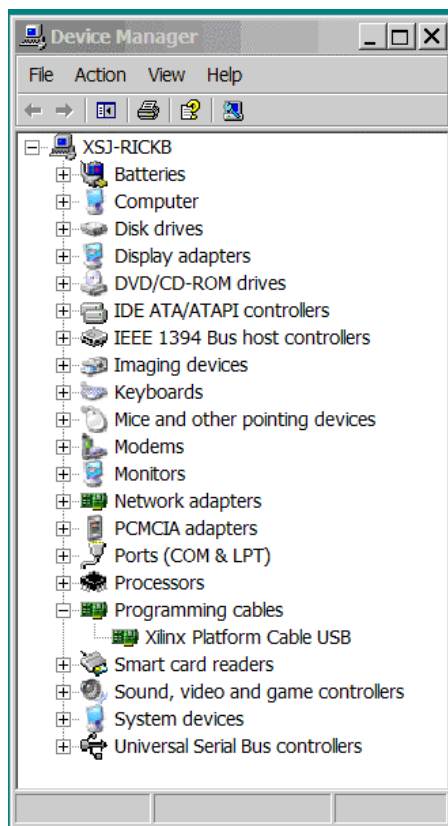 Device Manager
File Action View Help
XSJ-RICKB
Batteries
Computer
Disk drives
Display adapters
DVD/CD-ROM drives
IDE ATA/ATAPI controllers
IEEE 1394 Bus host controllers
Imaging devices
Keyboards
Mice and other pointing devices
Modems
Monitors
Network adapters
PCMCIA adapters
Ports (COM & LPT)
Processors
Programming cables
Xilinx Platform Cable USB
Smart card readers
Sound, video and game controllers
System devices
Universal Serial Bus controllers